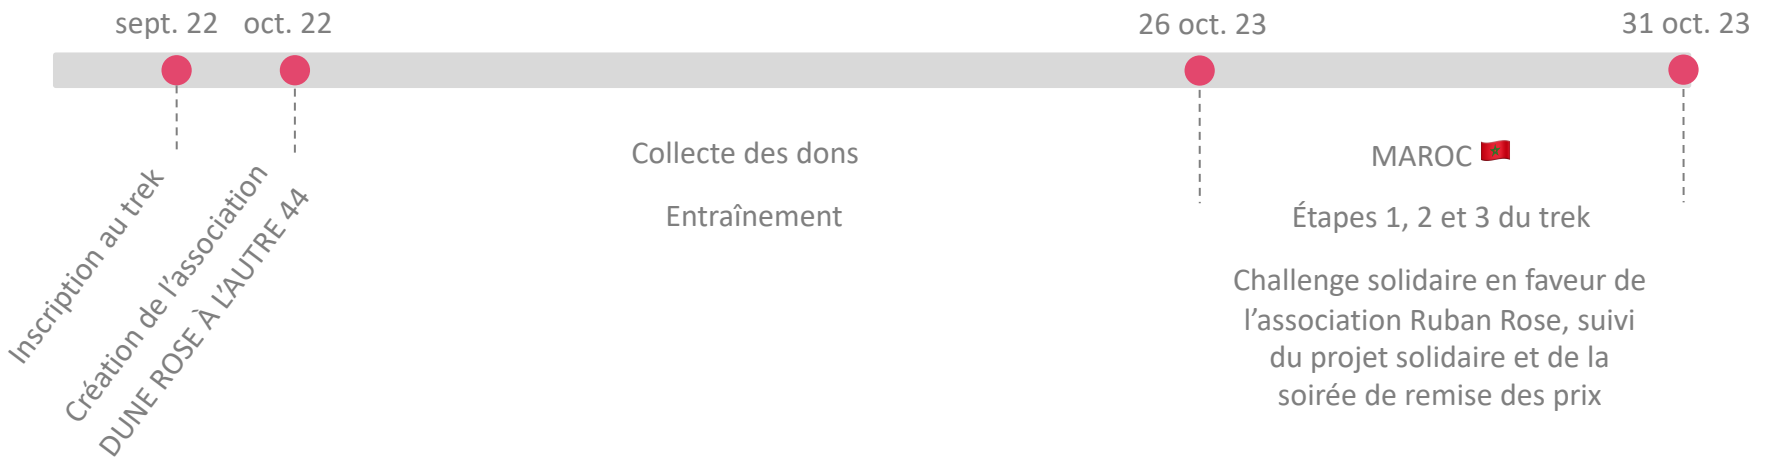 sept. 22
oct. 22
26 oct. 23
31 oct. 23
Inscription au trek
Création de l’association
DUNE ROSE À L’AUTRE 44
Collecte des dons
Entraînement
MAROC 🇲🇦
Étapes 1, 2 et 3 du trek
Challenge solidaire en faveur de
l’association Ruban Rose, suivi
du projet solidaire et de la
soirée de remise des prix